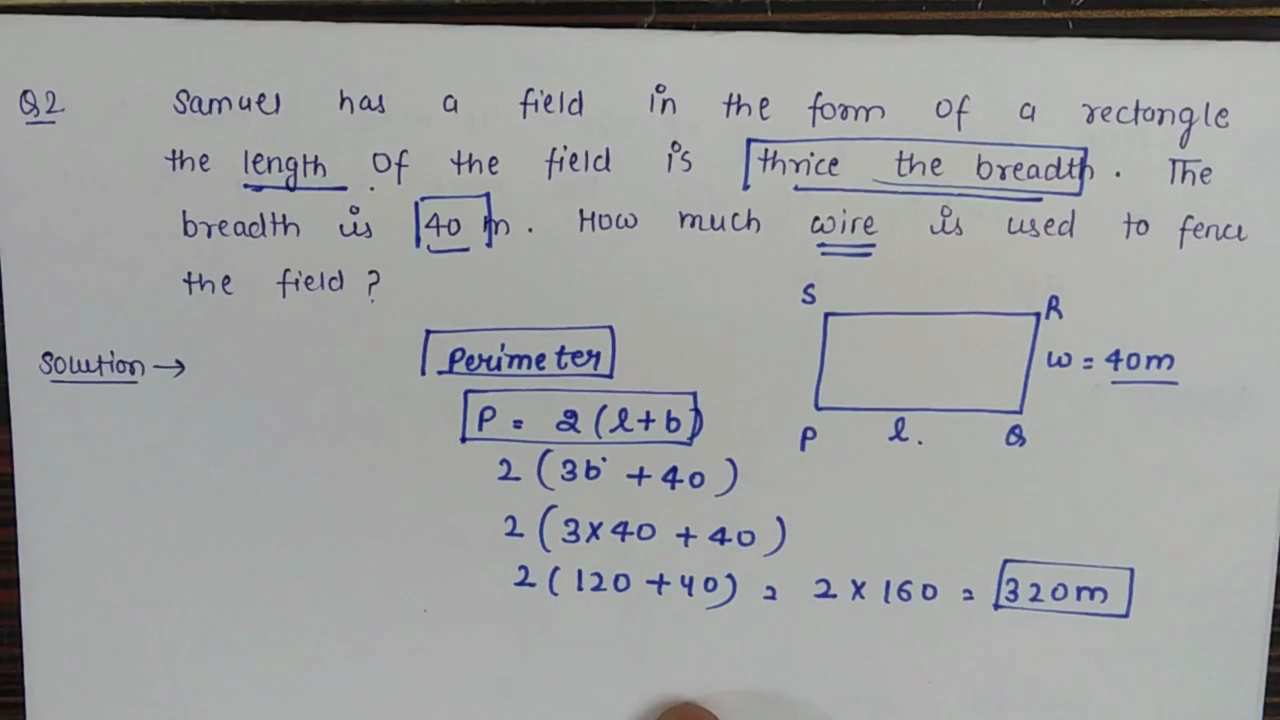 Q2 Samuel has a field in the form of a rectangle
the length of the field is thrice the breadth. The
breadth is 40 m. How much wire is used to fence
the field?
Solution →
Perimeter
P = 2(l+b)
2(3b + 40)
2(3×40 + 40)
2(120 + 40) = 2 × 160 = 320m
S
R
w = 40m
P
l.
Q